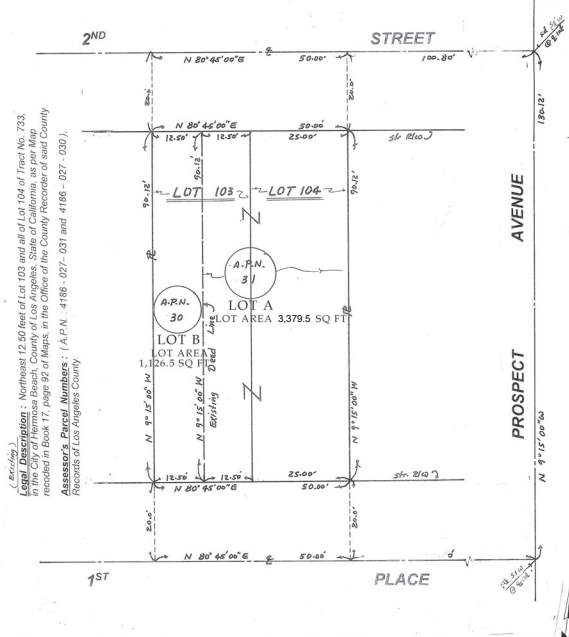 2ND STREET
N 80° 45' 00" E 50.00' 100.80'
20.0' 20.0' 130.12'
N 80° 45' 00" E 50.00'
12.50' 12.50' 25.00' str. R/W
90.12' 90.12' 90.12'
LOT 103 LOT 104
A.P.N.
31
LOT A
LOT AREA 3,379.5 SQ FT
A.P.N.
30
LOT B
LOT AREA
1,126.5 SQ FT
Existing Deed Line
N 9° 15' 00" W
N 9° 15' 00" W
N 9° 15' 00" W
12.50 12.50' 25.00' str. R/W
N 80° 45' 00" E 50.00'
20.0' 20.0'
N 80° 45' 00" E 50.00'
1ST PLACE
PROSPECT AVENUE
N 9° 15' 00" W
(Existing)
Legal Description : Northeast 12.50 feet of Lot 103 and all of Lot 104 of Tract No. 733,
in the City of Hermosa Beach, County of Los Angeles, State of California, as per Map
recoded in Book 17, page 92 of Maps, in the Office of the County Recorder of said County.
Assessor's Parcel Numbers : ( A.P.N. : 4186 - 027- 031 and 4186 – 027 - 030 ),
Records of Los Angeles County.